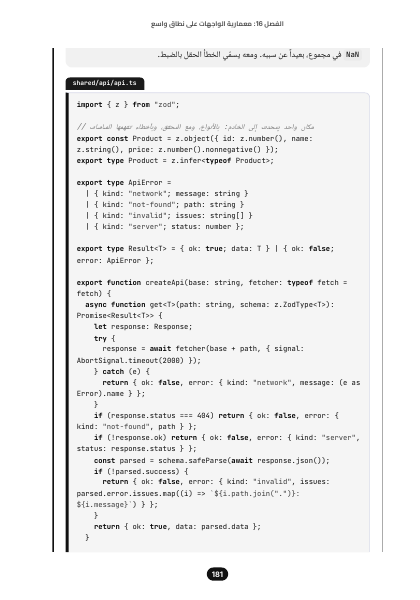 الفصل 16: معمارية الواجهات على نطاق واسع
NaN في مجموع، بعيداً عن سببه. ومعه يسمّي الخطأ الحقل بالضبط.
shared/api/api.ts
import { z } from "zod";
// مكان واحد يتحدث إلى الخادم: بالأنواع، ومع التحقق، وبأخطاء تفهمها الشاشات
export const Product = z.object({ id: z.number(), name:
z.string(), price: z.number().nonnegative() });
export type Product = z.infer<typeof Product>;
export type ApiError =
| { kind: "network"; message: string }
| { kind: "not-found"; path: string }
| { kind: "invalid"; issues: string[] }
| { kind: "server"; status: number };
export type Result<T> = { ok: true; data: T } | { ok: false;
error: ApiError };
export function createApi(base: string, fetcher: typeof fetch =
fetch) {
async function get<T>(path: string, schema: z.ZodType<T>):
Promise<Result<T>> {
let response: Response;
try {
response = await fetcher(base + path, { signal:
AbortSignal.timeout(2000) });
} catch (e) {
return { ok: false, error: { kind: "network", message: (e as
Error).name } };
}
if (response.status === 404) return { ok: false, error: {
kind: "not-found", path } };
if (!response.ok) return { ok: false, error: { kind: "server",
status: response.status } };
const parsed = schema.safeParse(await response.json());
if (!parsed.success) {
return { ok: false, error: { kind: "invalid", issues:
parsed.error.issues.map((i) => `${i.path.join(".")}:
${i.message}`) } };
}
return { ok: true, data: parsed.data };
}
181